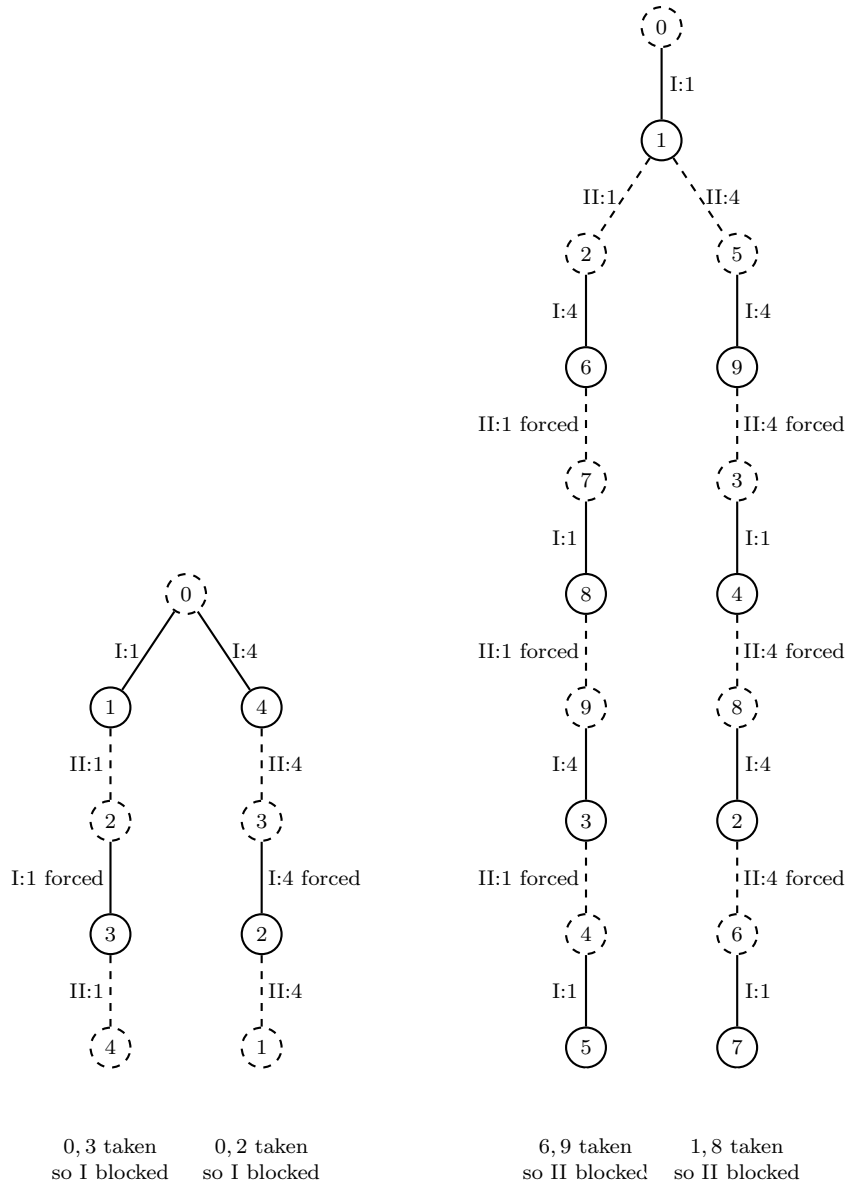 0
I:1
1
II:1
II:4
2
5
I:4
I:4
6
9
II:1 forced
II:4 forced
7
3
I:1
I:1
0
8
4
I:1
I:4
II:1 forced
II:4 forced
1
4
9
8
II:1
II:4
I:4
I:4
2
3
3
2
I:1 forced
I:4 forced
II:1 forced
II:4 forced
3
2
4
6
II:1
II:4
I:1
I:1
4
1
5
7
0, 3 taken
so I blocked
0, 2 taken
so I blocked
6, 9 taken
so II blocked
1, 8 taken
so II blocked